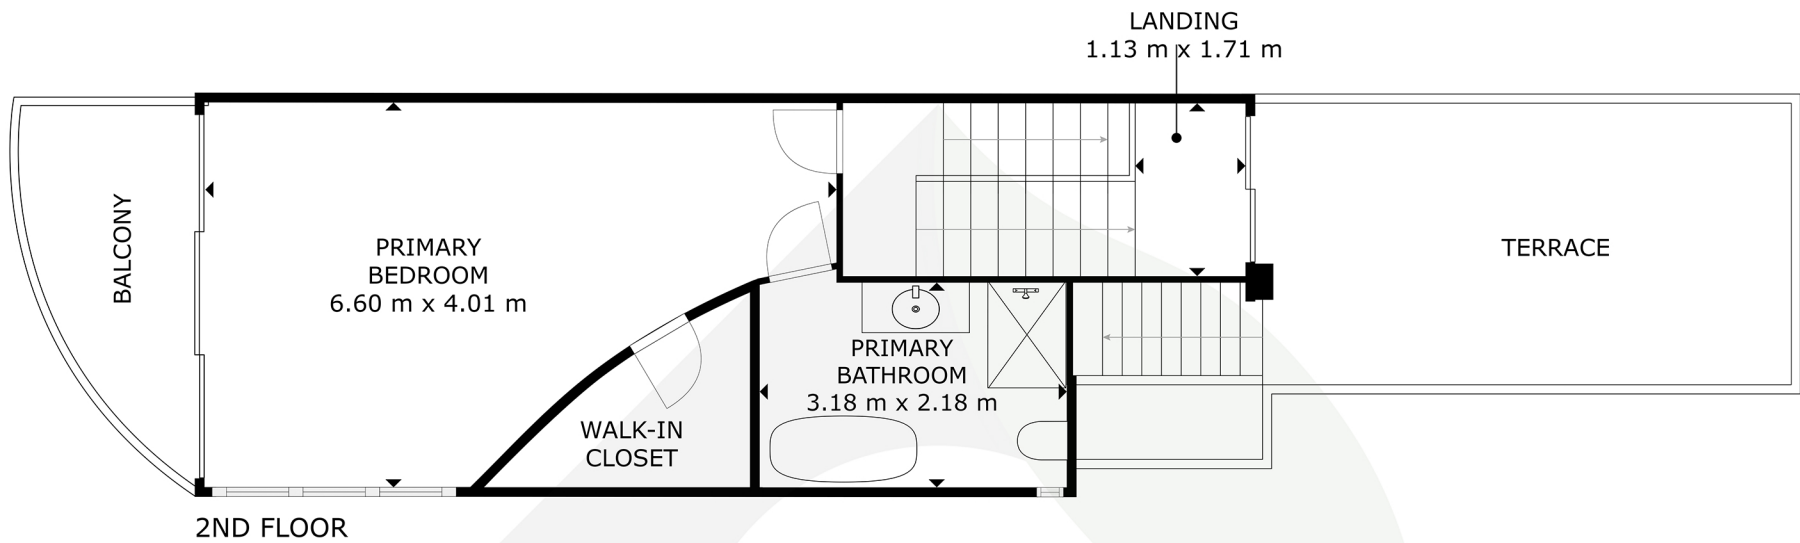 LANDING
1.13 m x 1.71 m
BALCONY
PRIMARY
BEDROOM
6.60 m x 4.01 m
TERRACE
PRIMARY
BATHROOM
3.18 m x 2.18 m
WALK-IN
CLOSET
2ND FLOOR